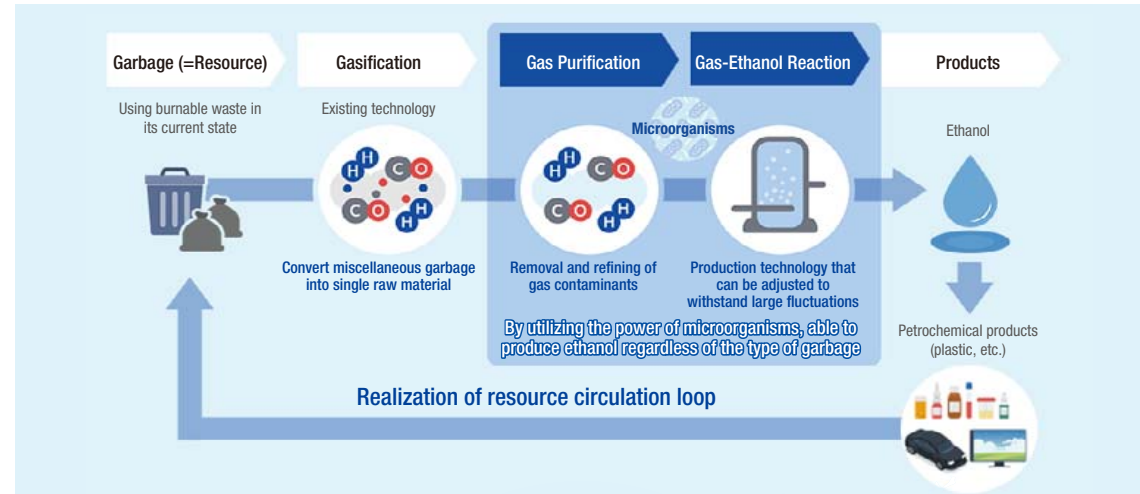 Garbage (=Resource)
Gasification
Gas Purification
Gas-Ethanol Reaction
Products
Using burnable waste in
its current state
Existing technology
Microorganisms
Ethanol
H H
C O
C O
H H
H H
C O
C O
H H
Convert miscellaneous garbage
into single raw material
Removal and refining of
gas contaminants
Production technology that
can be adjusted to
withstand large fluctuations
By utilizing the power of microorganisms, able to
produce ethanol regardless of the type of garbage
Petrochemical products
(plastic, etc.)
Realization of resource circulation loop